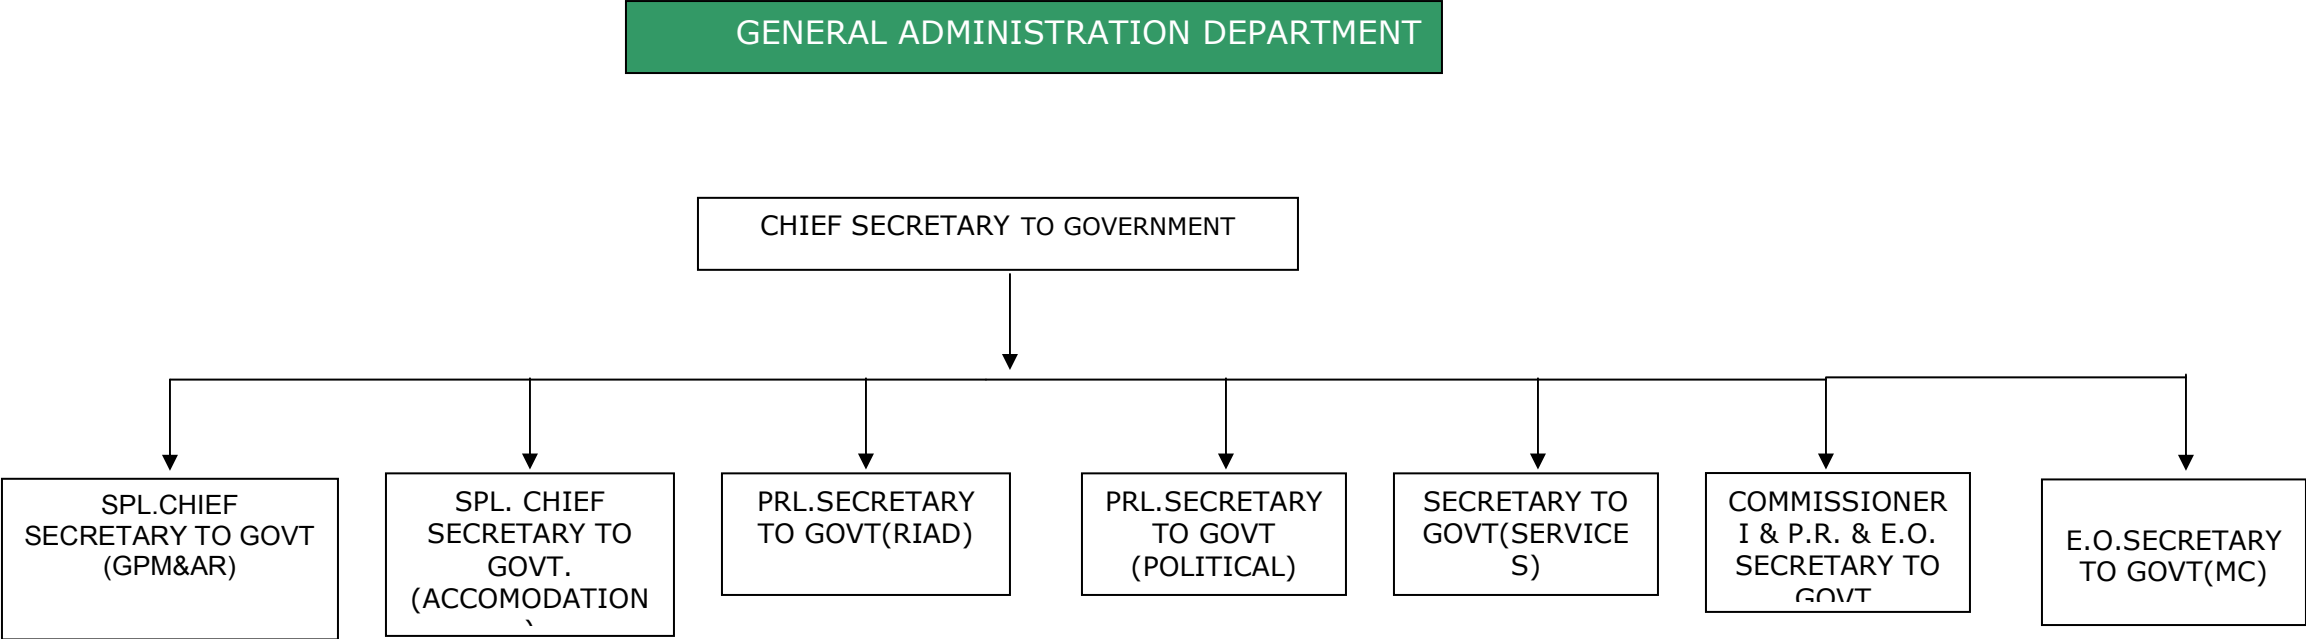 GENERAL ADMINISTRATION DEPARTMENT
CHIEF SECRETARY TO GOVERNMENT
SPL.CHIEF
SECRETARY TO GOVT
(GPM&AR)
SPL. CHIEF
SECRETARY TO
GOVT.
(ACCOMODATION
)
PRL.SECRETARY
TO GOVT(RIAD)
PRL.SECRETARY
TO GOVT
(POLITICAL)
SECRETARY TO
GOVT(SERVICE
S)
COMMISSIONER
I & P.R. & E.O.
SECRETARY TO
GOVT
E.O.SECRETARY
TO GOVT(MC)